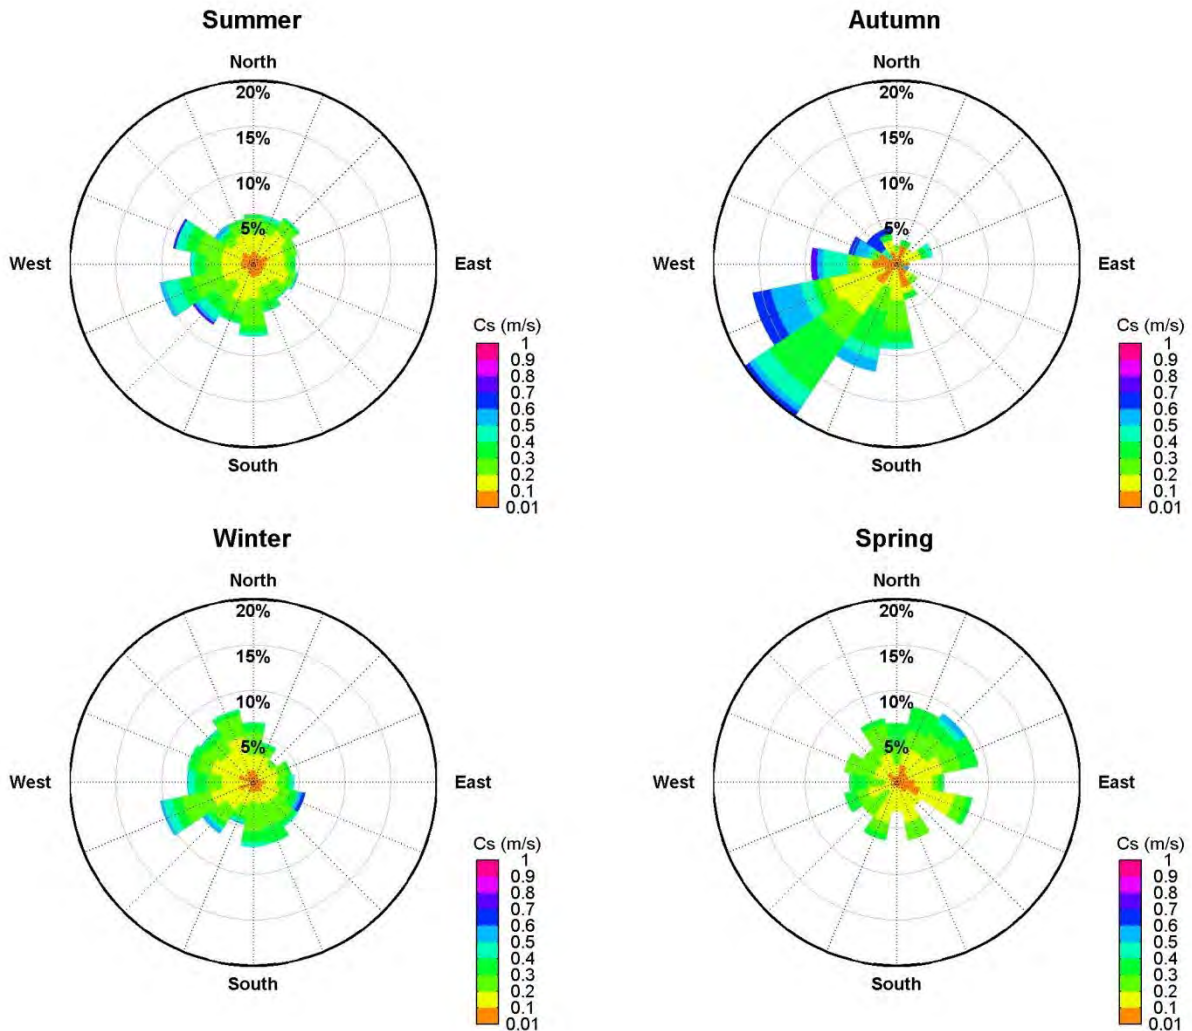 Summer
North
20%
15%
10%
5%
West
East
South
Cs (m/s)
1
0.9
0.8
0.7
0.6
0.5
0.4
0.3
0.2
0.1
0.01
Autumn
North
20%
15%
10%
5%
West
East
South
Cs (m/s)
1
0.9
0.8
0.7
0.6
0.5
0.4
0.3
0.2
0.1
0.01
Winter
North
20%
15%
10%
5%
West
East
South
Cs (m/s)
1
0.9
0.8
0.7
0.6
0.5
0.4
0.3
0.2
0.1
0.01
Spring
North
20%
15%
10%
5%
West
East
South
Cs (m/s)
1
0.9
0.8
0.7
0.6
0.5
0.4
0.3
0.2
0.1
0.01